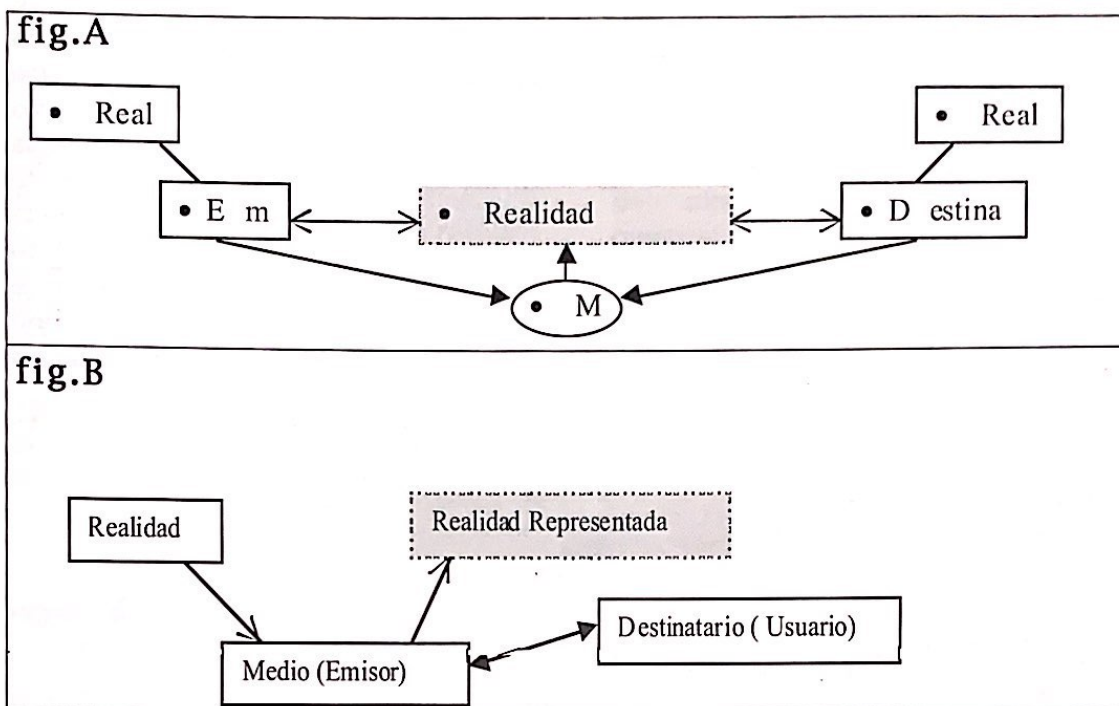 fig.A
• Real
• Real
• E m
• Realidad
• D estina
• M
fig.B
Realidad
Realidad Representada
Destinatario ( Usuario)
Medio (Emisor)